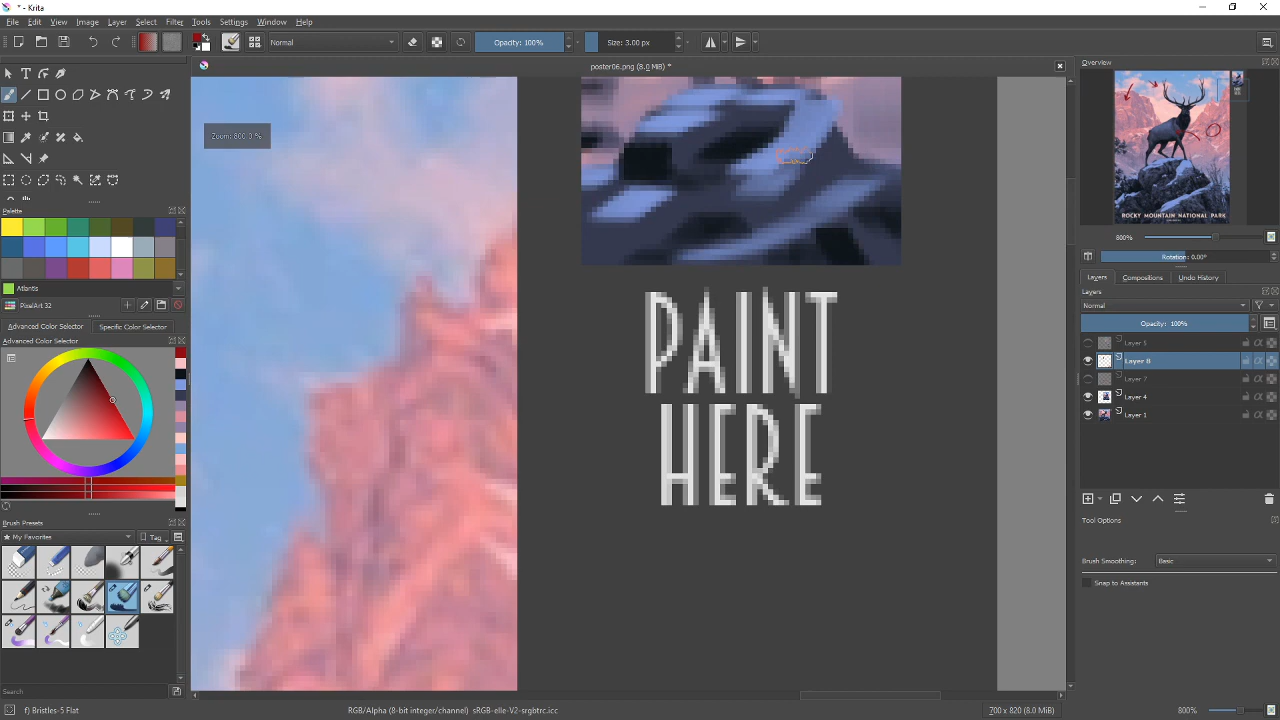 * - Krita
File Edit View Image Layer Select Filter Tools Settings Window Help
Normal Opacity: 100% Size: 3.00 px
poster06.png (8.0 MiB) *
Zoom: 800.0 %
PAINT
HERE
Palette
Atlantis
PixelArt 32
Advanced Color Selector Specific Color Selector
Advanced Color Selector
Brush Presets
My Favorites Tag
Search
Overview
ROCKY MOUNTAIN NATIONAL PARK
800%
Rotation: 0.00°
Layers Compositions Undo History
Layers
Normal
Opacity: 100%
Layer 8
Layer 7
Layer 4
Layer 1
Tool Options
Brush Smoothing: Basic
Snap to Assistants
f) Bristles-5 Flat RGB/Alpha (8-bit integer/channel) sRGB-elle-V2-srgbtrc.icc 700 x 820 (8.0 MiB) 800%